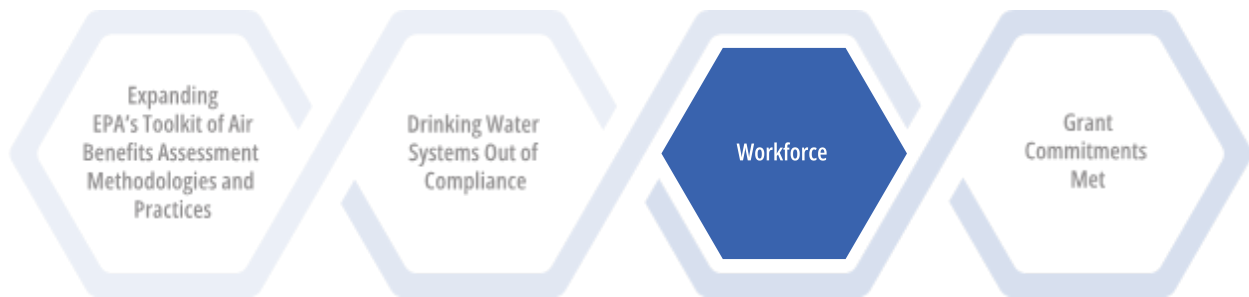 Expanding
EPA's Toolkit of Air
Benefits Assessment
Methodologies and
Practices
Drinking Water
Systems Out of
Compliance
Workforce
Grant
Commitments
Met